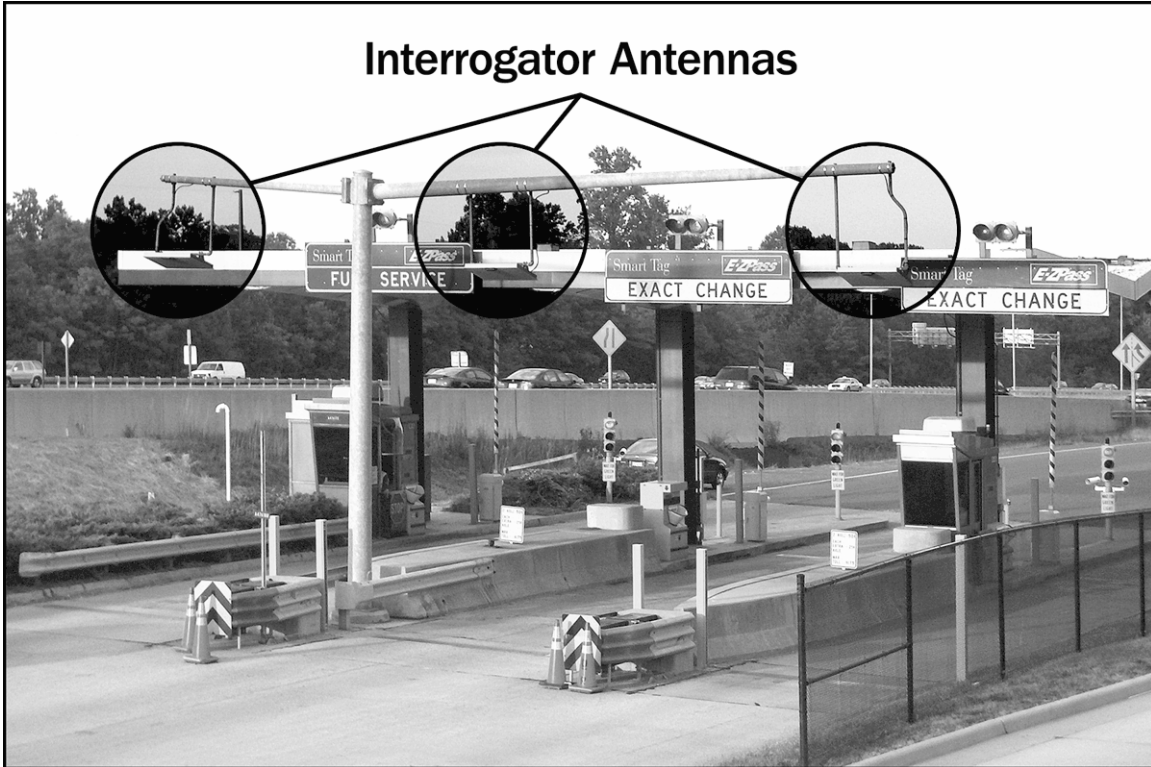 Interrogator Antennas
Smart Tag E-ZPass
FULL SERVICE
Smart Tag E-ZPass
EXACT CHANGE
Smart Tag E-ZPass
EXACT CHANGE